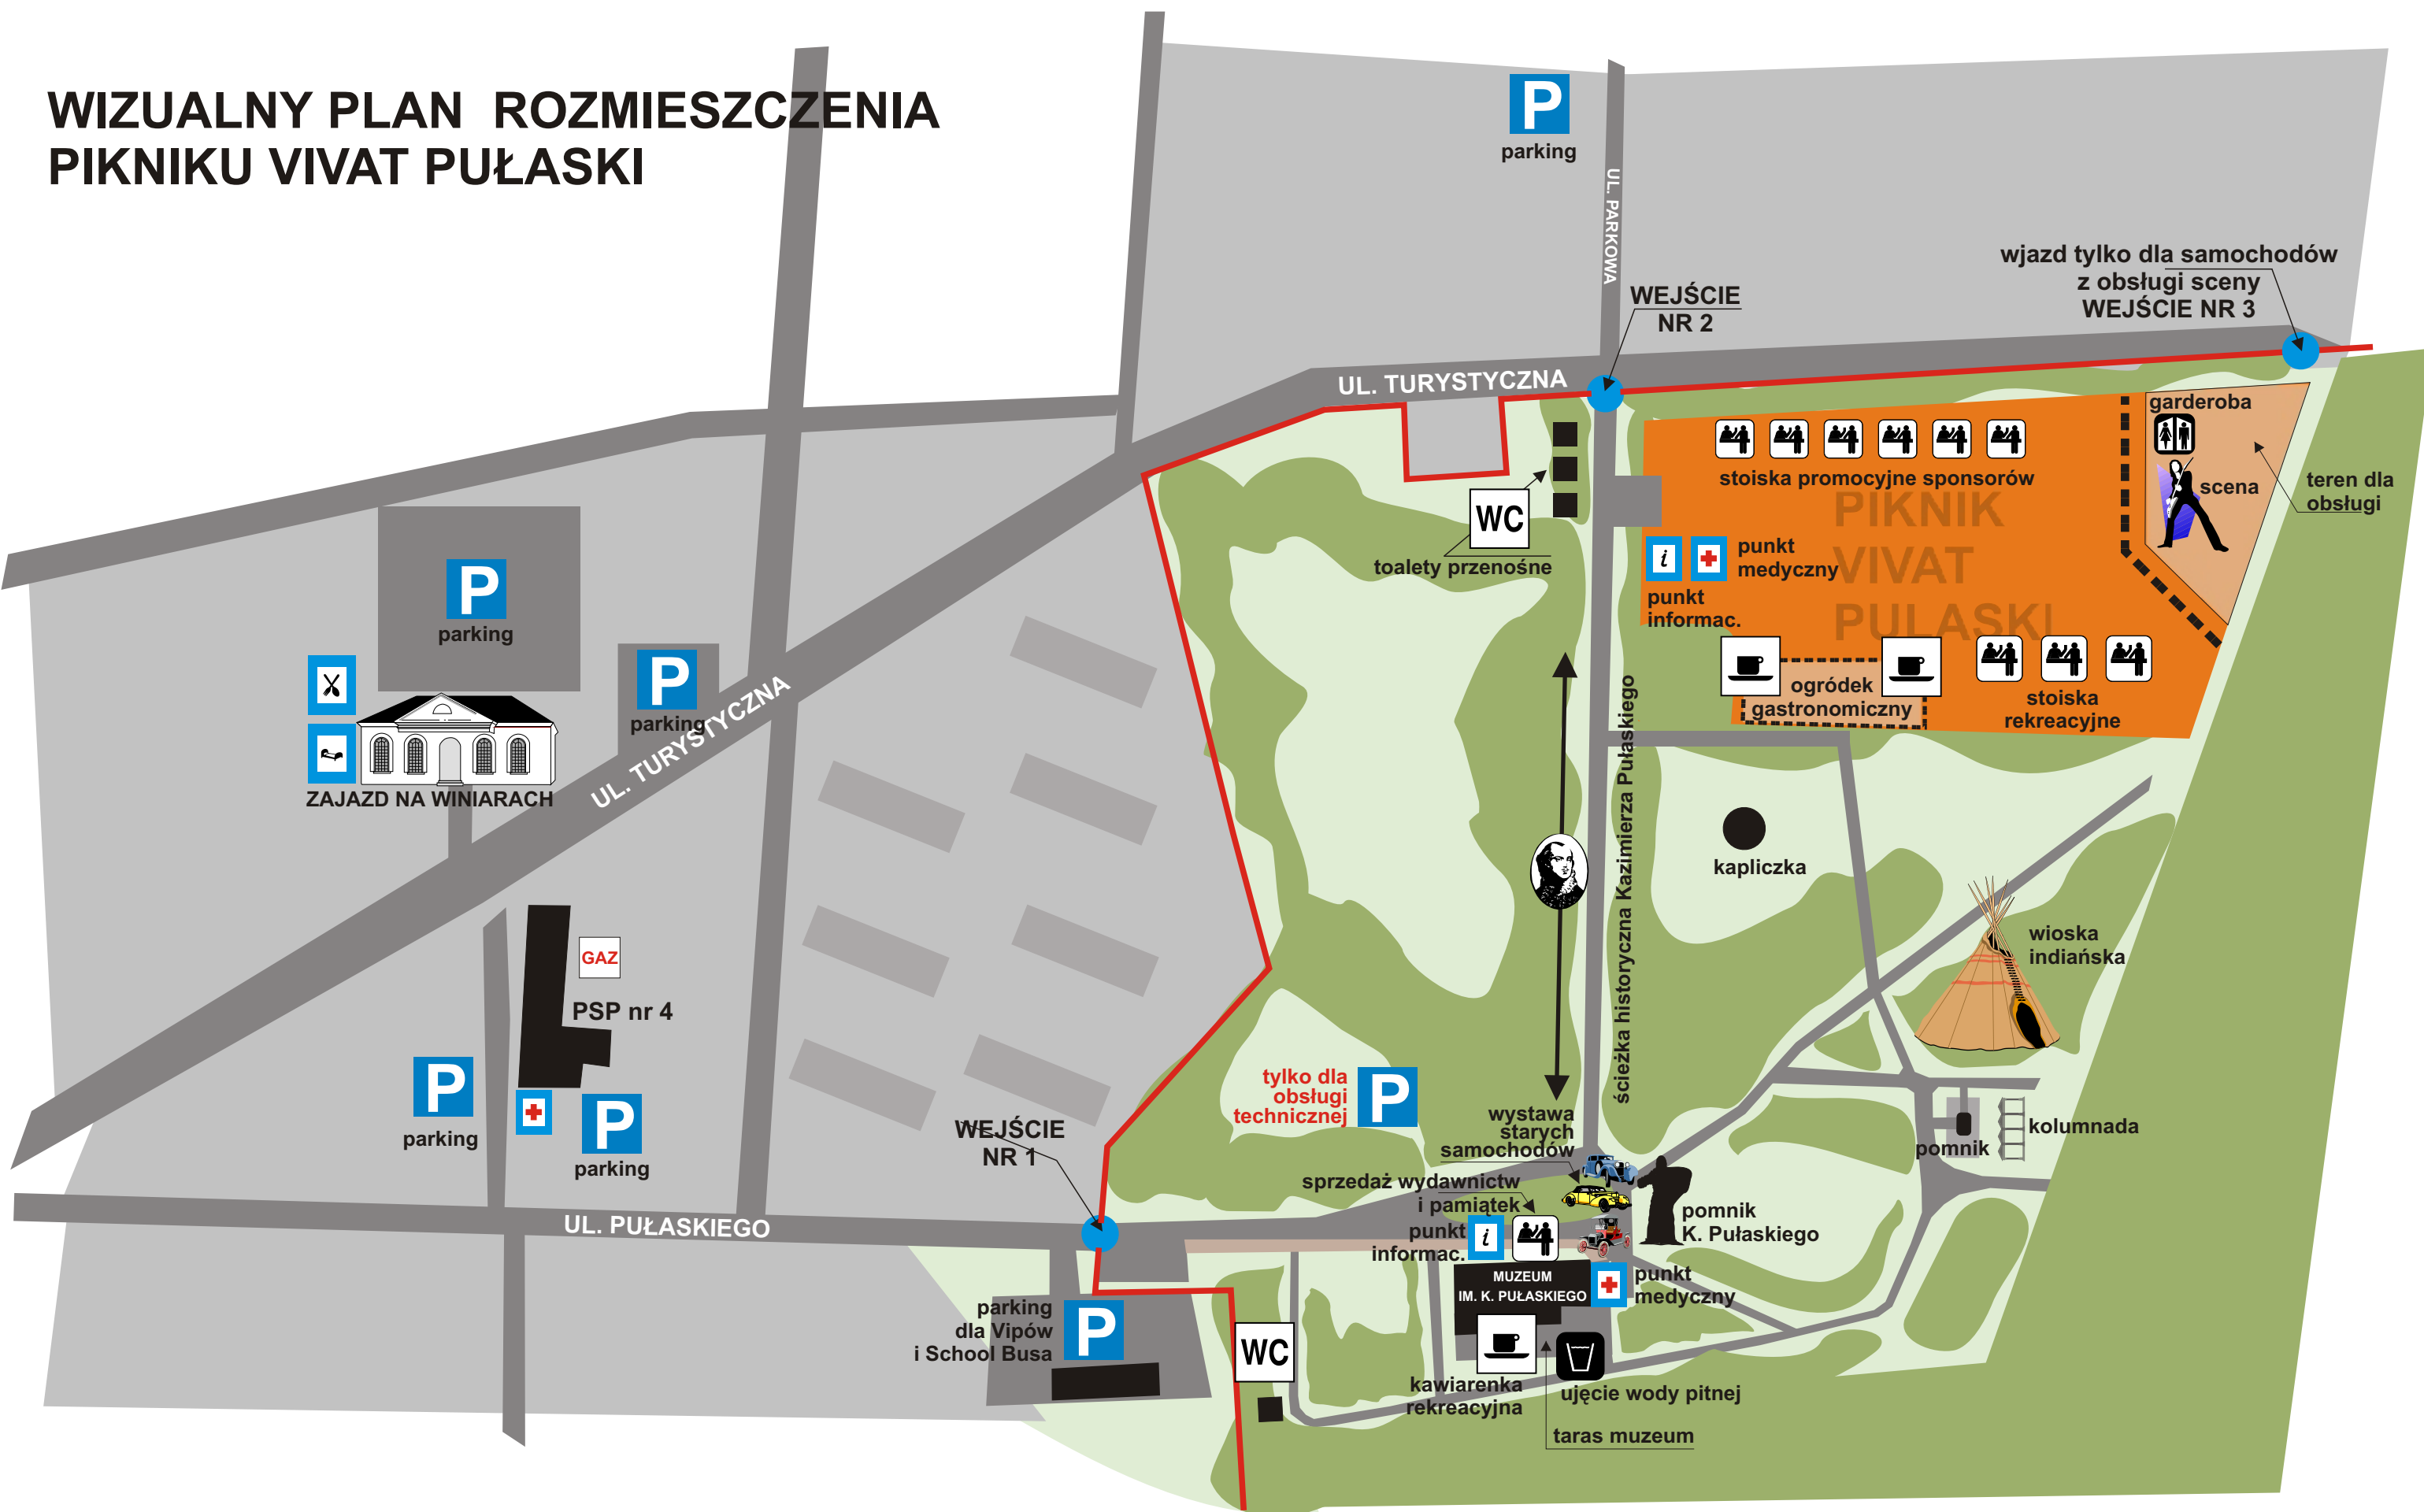 WIZUALNY PLAN ROZMIESZCZENIA
PIKNIKU VIVAT PUŁASKI
P
parking
UL. PARKOWA
wjazd tylko dla samochodów
z obsługi sceny
WEJŚCIE NR 3
WEJŚCIE
NR 2
UL. TURYSTYCZNA
garderoba
scena
teren dla
obsługi
stoiska promocyjne sponsorów
PIKNIK
VIVAT
PULASKI
WC
toalety przenośne
i
punkt
medyczny
punkt
informac.
ogródek
gastronomiczny
stoiska
rekreacyjne
P
parking
P
parking
ZAJAZD NA WINIARACH
UL. TURYSTYCZNA
ścieżka historyczna Kazimierza Pułaskiego
kapliczka
wioska
indiańska
GAZ
PSP nr 4
P
parking
P
parking
tylko dla
obsługi
technicznej
P
WEJŚCIE
NR 1
wystawa
starych
samochodów
pomnik
kolumnada
sprzedaż wydawnictw
i pamiątek
punkt
informac.
i
pomnik
K. Pułaskiego
UL. PUŁASKIEGO
MUZEUM
IM. K. PUŁASKIEGO
punkt
medyczny
parking
dla Vipów
i School Busa
P
WC
kawiarenka
rekreacyjna
ujęcie wody pitnej
taras muzeum